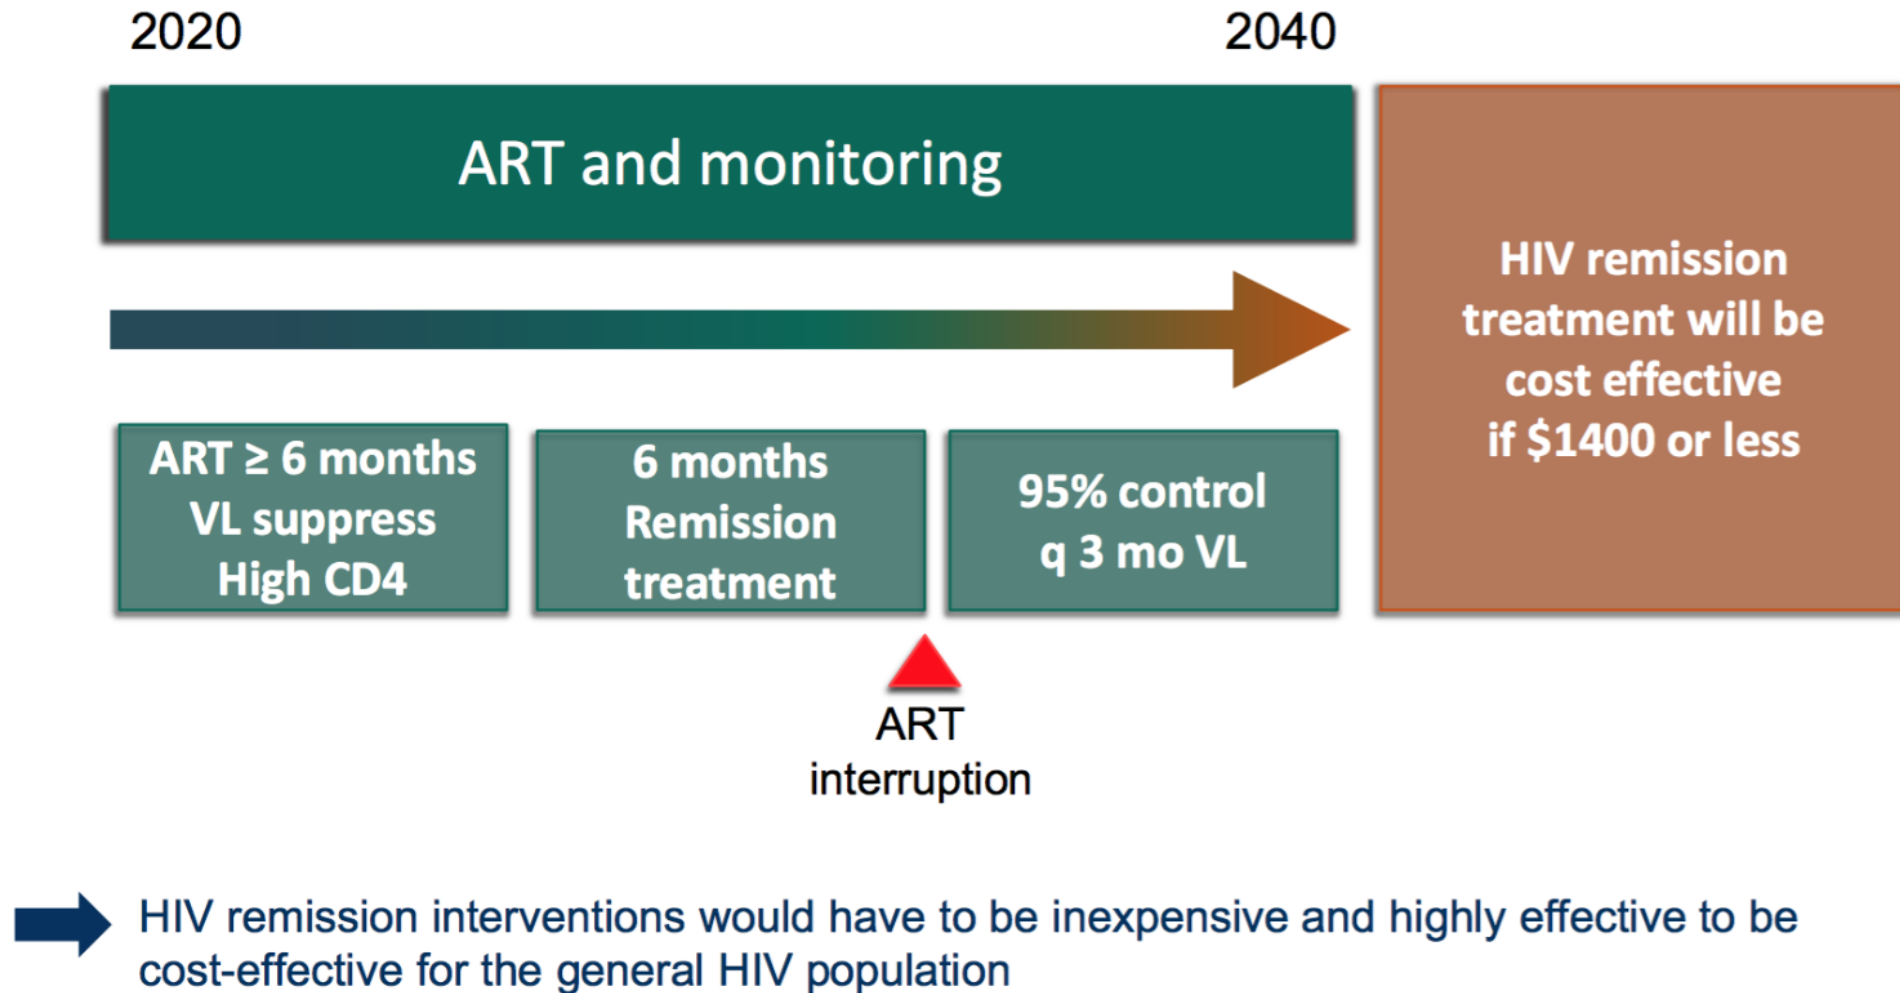 2020
2040
ART and monitoring
HIV remission
treatment will be
cost effective
if $1400 or less
ART ≥ 6 months
VL suppress
High CD4
6 months
Remission
treatment
95% control
q 3 mo VL
ART
interruption
HIV remission interventions would have to be inexpensive and highly effective to be
cost-effective for the general HIV population